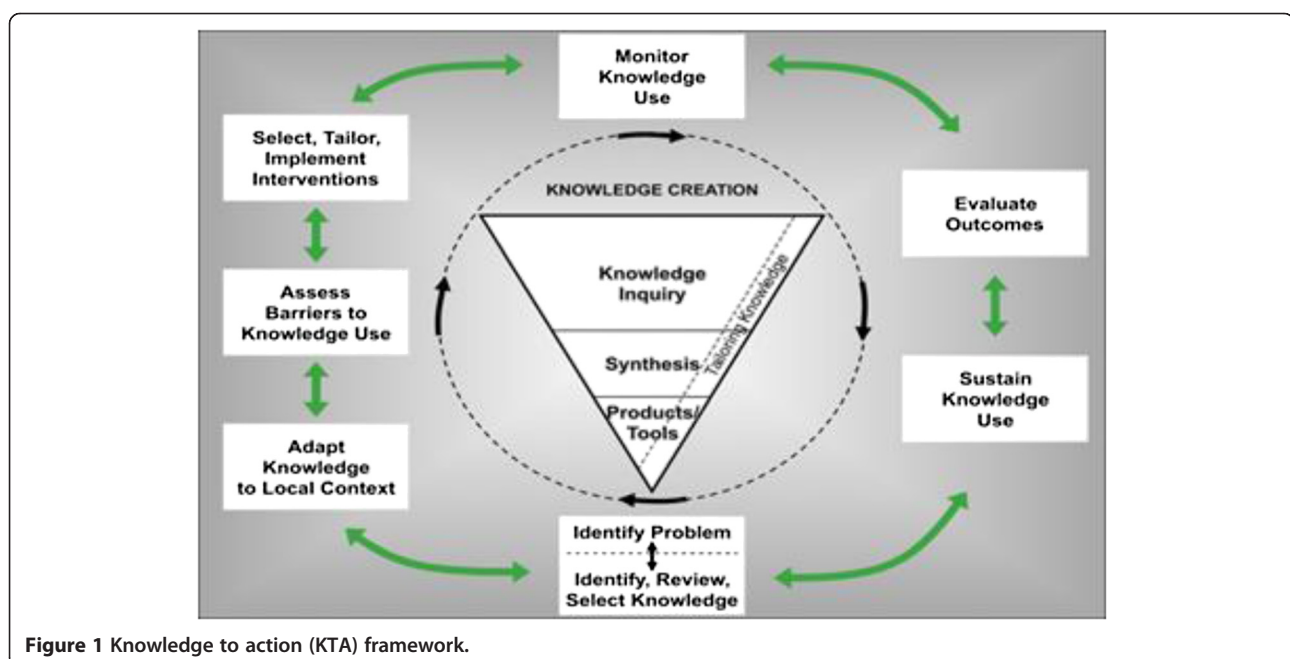 Monitor
Knowledge
Use
Select, Tailor,
Implement
Interventions
KNOWLEDGE CREATION
Evaluate
Outcomes
Knowledge
Inquiry
Tailoring Knowledge
Assess
Barriers to
Knowledge Use
Synthesis
Sustain
Knowledge
Use
Products/
Tools
Adapt
Knowledge
to Local Context
Identify Problem
Identify, Review,
Select Knowledge
Figure 1 Knowledge to action (KTA) framework.